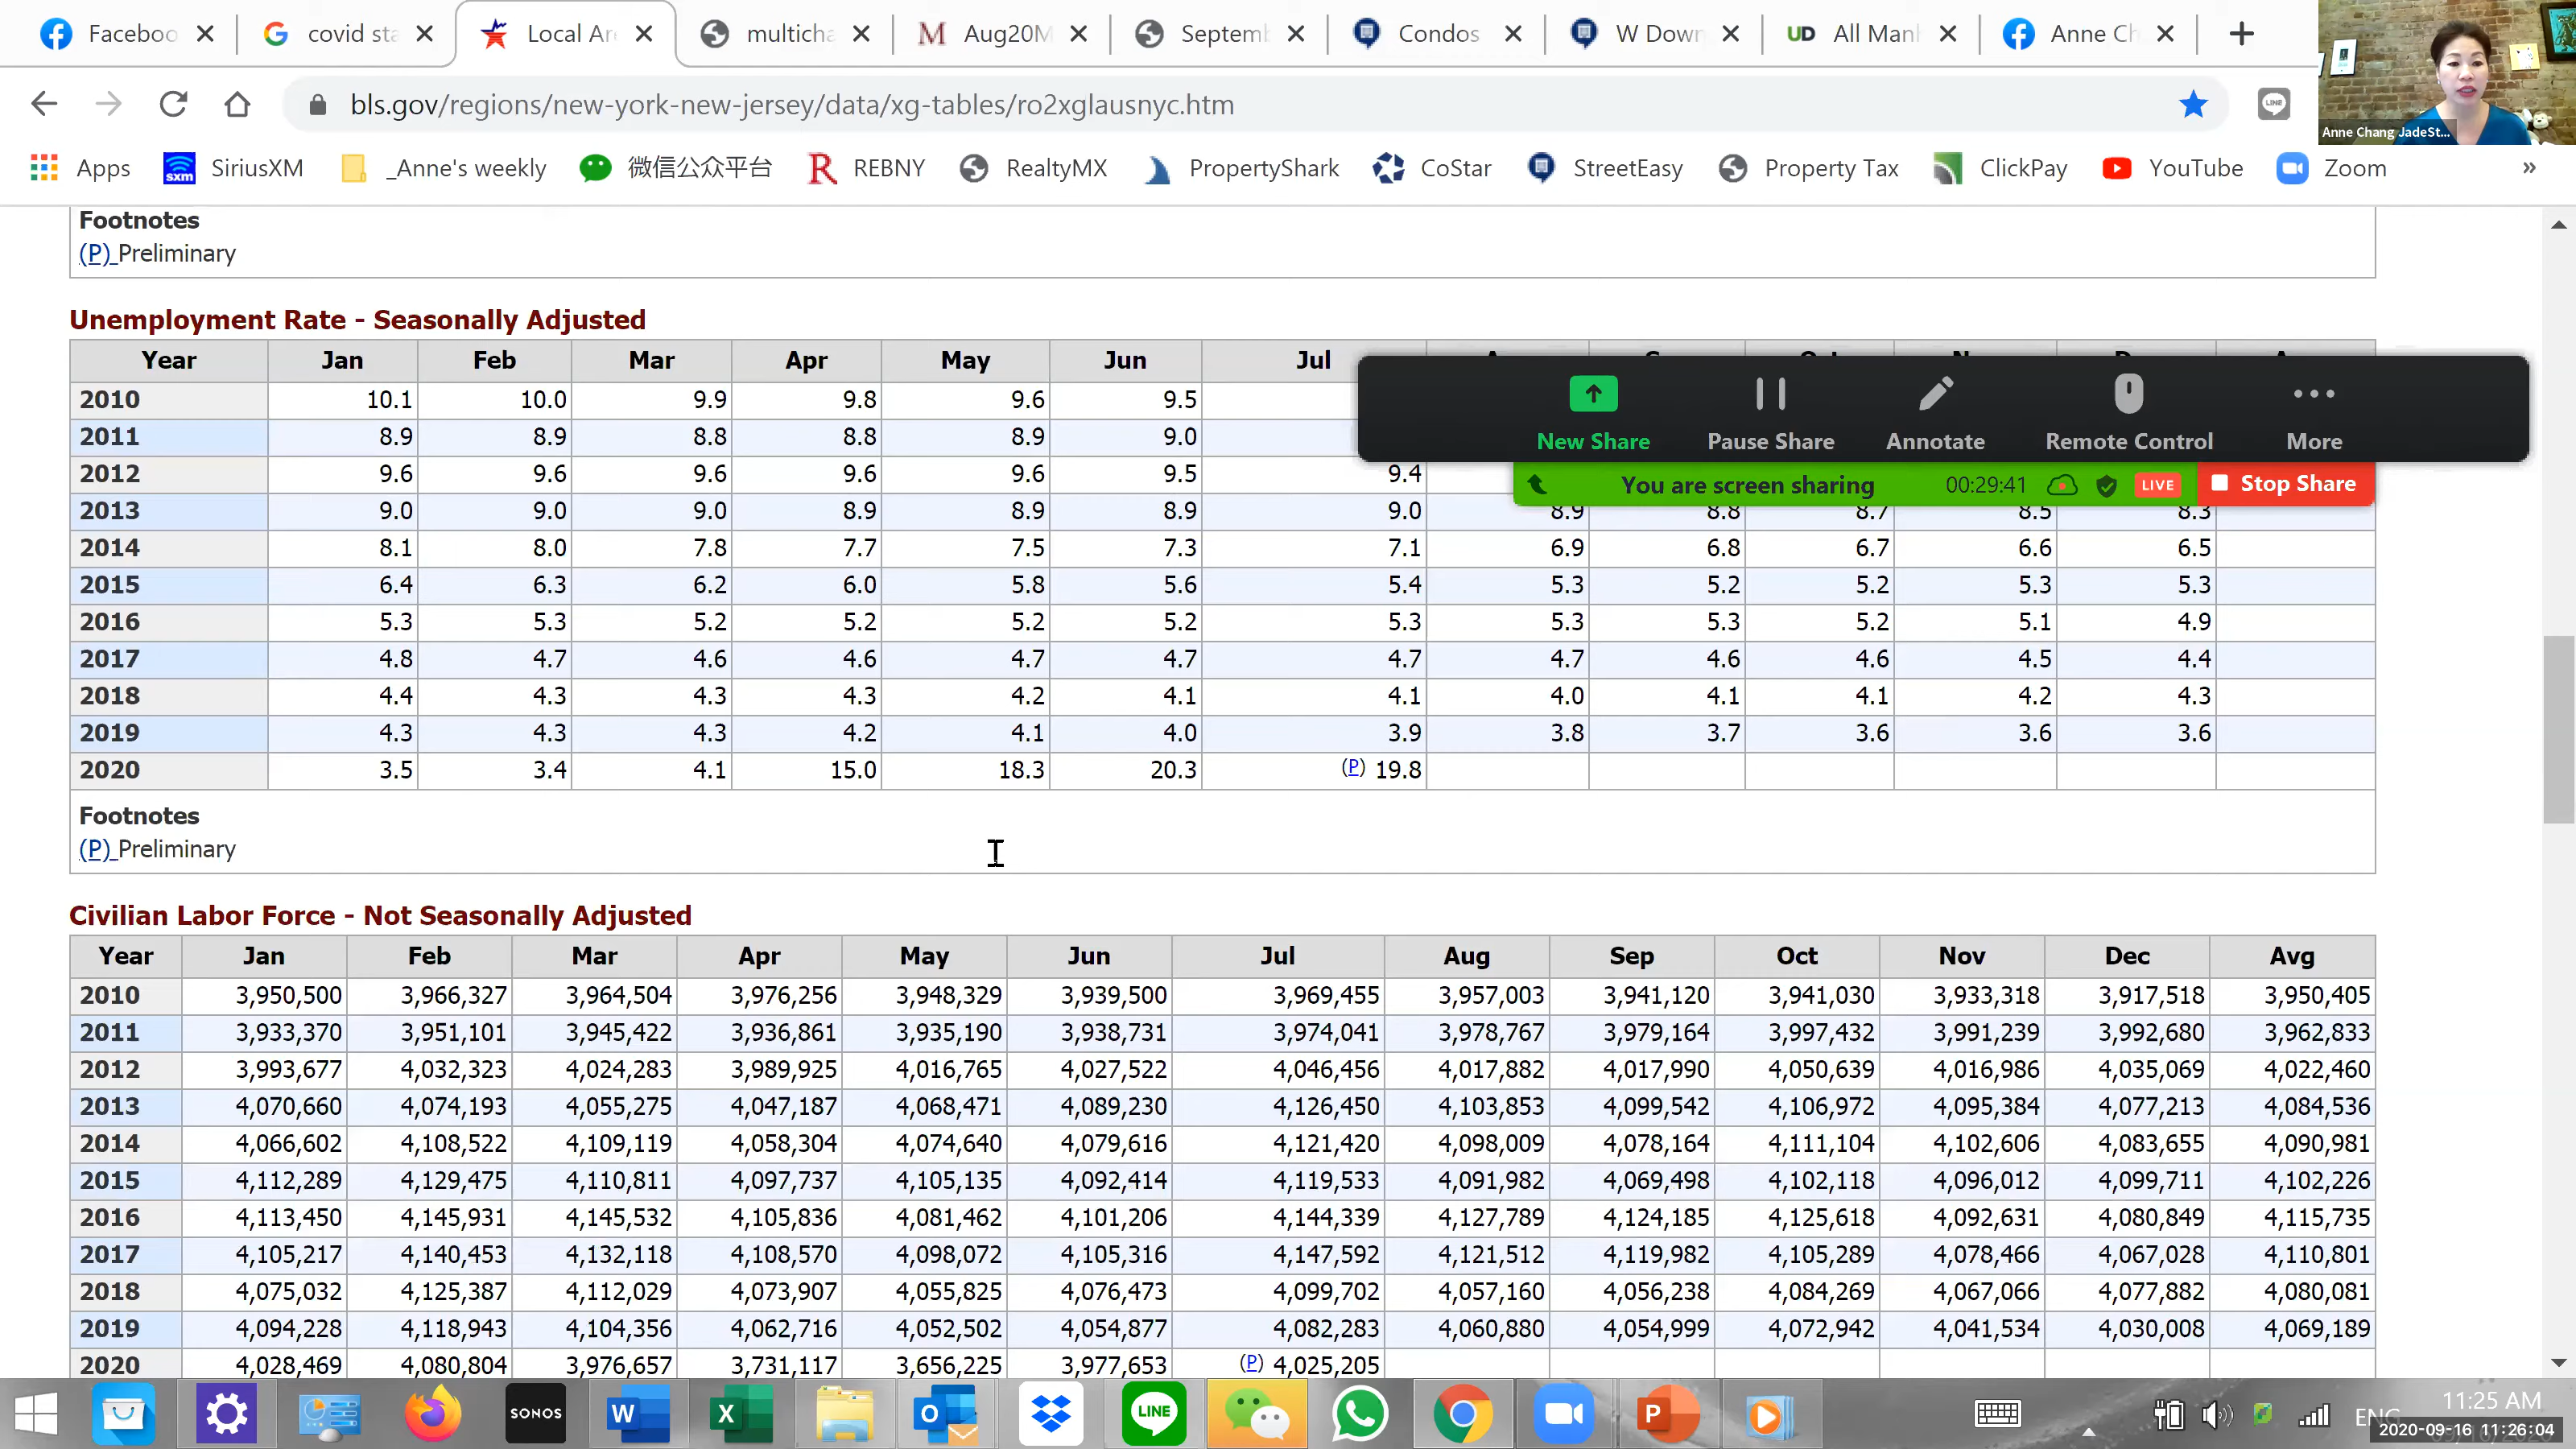 Faceboo
covid sta
Local Are
multicha
Aug20M
Septemb
Condos
W Down
UD All Manh
Anne Ch
bls.gov/regions/new-york-new-jersey/data/xg-tables/ro2xglausnyc.htm
LINE
Anne Chang JadeSt...
Apps
sxm SiriusXM
_Anne's weekly
微信公众平台
R REBNY
RealtyMX
PropertyShark
CoStar
StreetEasy
Property Tax
ClickPay
YouTube
Zoom
»
Footnotes
(P) Preliminary
Unemployment Rate - Seasonally Adjusted
Year Jan Feb Mar Apr May Jun Jul
2010 10.1 10.0 9.9 9.8 9.6 9.5
2011 8.9 8.9 8.8 8.8 8.9 9.0
2012 9.6 9.6 9.6 9.6 9.6 9.5 9.4
2013 9.0 9.0 9.0 8.9 8.9 8.9 9.0 8.9 8.8 8.7 8.5 8.3
2014 8.1 8.0 7.8 7.7 7.5 7.3 7.1 6.9 6.8 6.7 6.6 6.5
2015 6.4 6.3 6.2 6.0 5.8 5.6 5.4 5.3 5.2 5.2 5.3 5.3
2016 5.3 5.3 5.2 5.2 5.2 5.2 5.3 5.3 5.3 5.2 5.1 4.9
2017 4.8 4.7 4.6 4.6 4.7 4.7 4.7 4.7 4.6 4.6 4.5 4.4
2018 4.4 4.3 4.3 4.3 4.2 4.1 4.1 4.0 4.1 4.1 4.2 4.3
2019 4.3 4.3 4.3 4.2 4.1 4.0 3.9 3.8 3.7 3.6 3.6 3.6
2020 3.5 3.4 4.1 15.0 18.3 20.3 (P) 19.8
New Share
Pause Share
Annotate
Remote Control
More
You are screen sharing 00:29:41 LIVE Stop Share
Footnotes
(P) Preliminary
Civilian Labor Force - Not Seasonally Adjusted
Year Jan Feb Mar Apr May Jun Jul Aug Sep Oct Nov Dec Avg
2010 3,950,500 3,966,327 3,964,504 3,976,256 3,948,329 3,939,500 3,969,455 3,957,003 3,941,120 3,941,030 3,933,318 3,917,518 3,950,405
2011 3,933,370 3,951,101 3,945,422 3,936,861 3,935,190 3,938,731 3,974,041 3,978,767 3,979,164 3,997,432 3,991,239 3,992,680 3,962,833
2012 3,993,677 4,032,323 4,024,283 3,989,925 4,016,765 4,027,522 4,046,456 4,017,882 4,017,990 4,050,639 4,016,986 4,035,069 4,022,460
2013 4,070,660 4,074,193 4,055,275 4,047,187 4,068,471 4,089,230 4,126,450 4,103,853 4,099,542 4,106,972 4,095,384 4,077,213 4,084,536
2014 4,066,602 4,108,522 4,109,119 4,058,304 4,074,640 4,079,616 4,121,420 4,098,009 4,078,164 4,111,104 4,102,606 4,083,655 4,090,981
2015 4,112,289 4,129,475 4,110,811 4,097,737 4,105,135 4,092,414 4,119,533 4,091,982 4,069,498 4,102,118 4,096,012 4,099,711 4,102,226
2016 4,113,450 4,145,931 4,145,532 4,105,836 4,081,462 4,101,206 4,144,339 4,127,789 4,124,185 4,125,618 4,092,631 4,080,849 4,115,735
2017 4,105,217 4,140,453 4,132,118 4,108,570 4,098,072 4,105,316 4,147,592 4,121,512 4,119,982 4,105,289 4,078,466 4,067,028 4,110,801
2018 4,075,032 4,125,387 4,112,029 4,073,907 4,055,825 4,076,473 4,099,702 4,057,160 4,056,238 4,084,269 4,067,066 4,077,882 4,080,081
2019 4,094,228 4,118,943 4,104,356 4,062,716 4,052,502 4,054,877 4,082,283 4,060,880 4,054,999 4,072,942 4,041,534 4,030,008 4,069,189
2020 4,028,469 4,080,804 3,976,657 3,731,117 3,656,225 3,977,653 (P) 4,025,205
SONOS
W
X
O
LINE
P
ENG
11:25 AM
2020-09-16 11:26:04